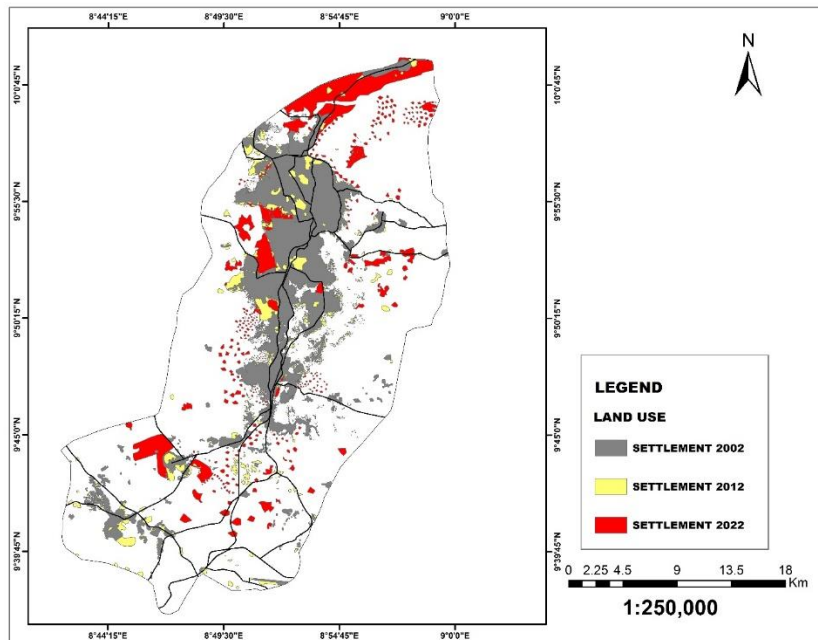 8°44'15"E 8°49'30"E 8°54'45"E 9°0'0"E
N
10°0'45"N 10°0'45"N
9°55'30"N 9°55'30"N
9°50'15"N 9°50'15"N
LEGEND
LAND USE
9°45'0"N 9°45'0"N
SETTLEMENT 2002
SETTLEMENT 2012
SETTLEMENT 2022
9°39'45"N 9°39'45"N
0 2.25 4.5 9 13.5 18
Km
1:250,000
8°44'15"E 8°49'30"E 8°54'45"E 9°0'0"E